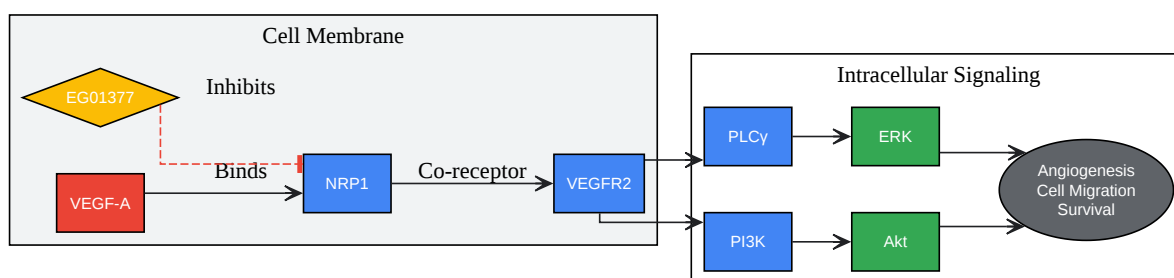 Cell Membrane
Intracellular Signaling
EG01377
Inhibits
PLCγ
ERK
Binds
Co-receptor
Angiogenesis
Cell Migration
Survival
VEGF-A
NRP1
VEGFR2
PI3K
Akt